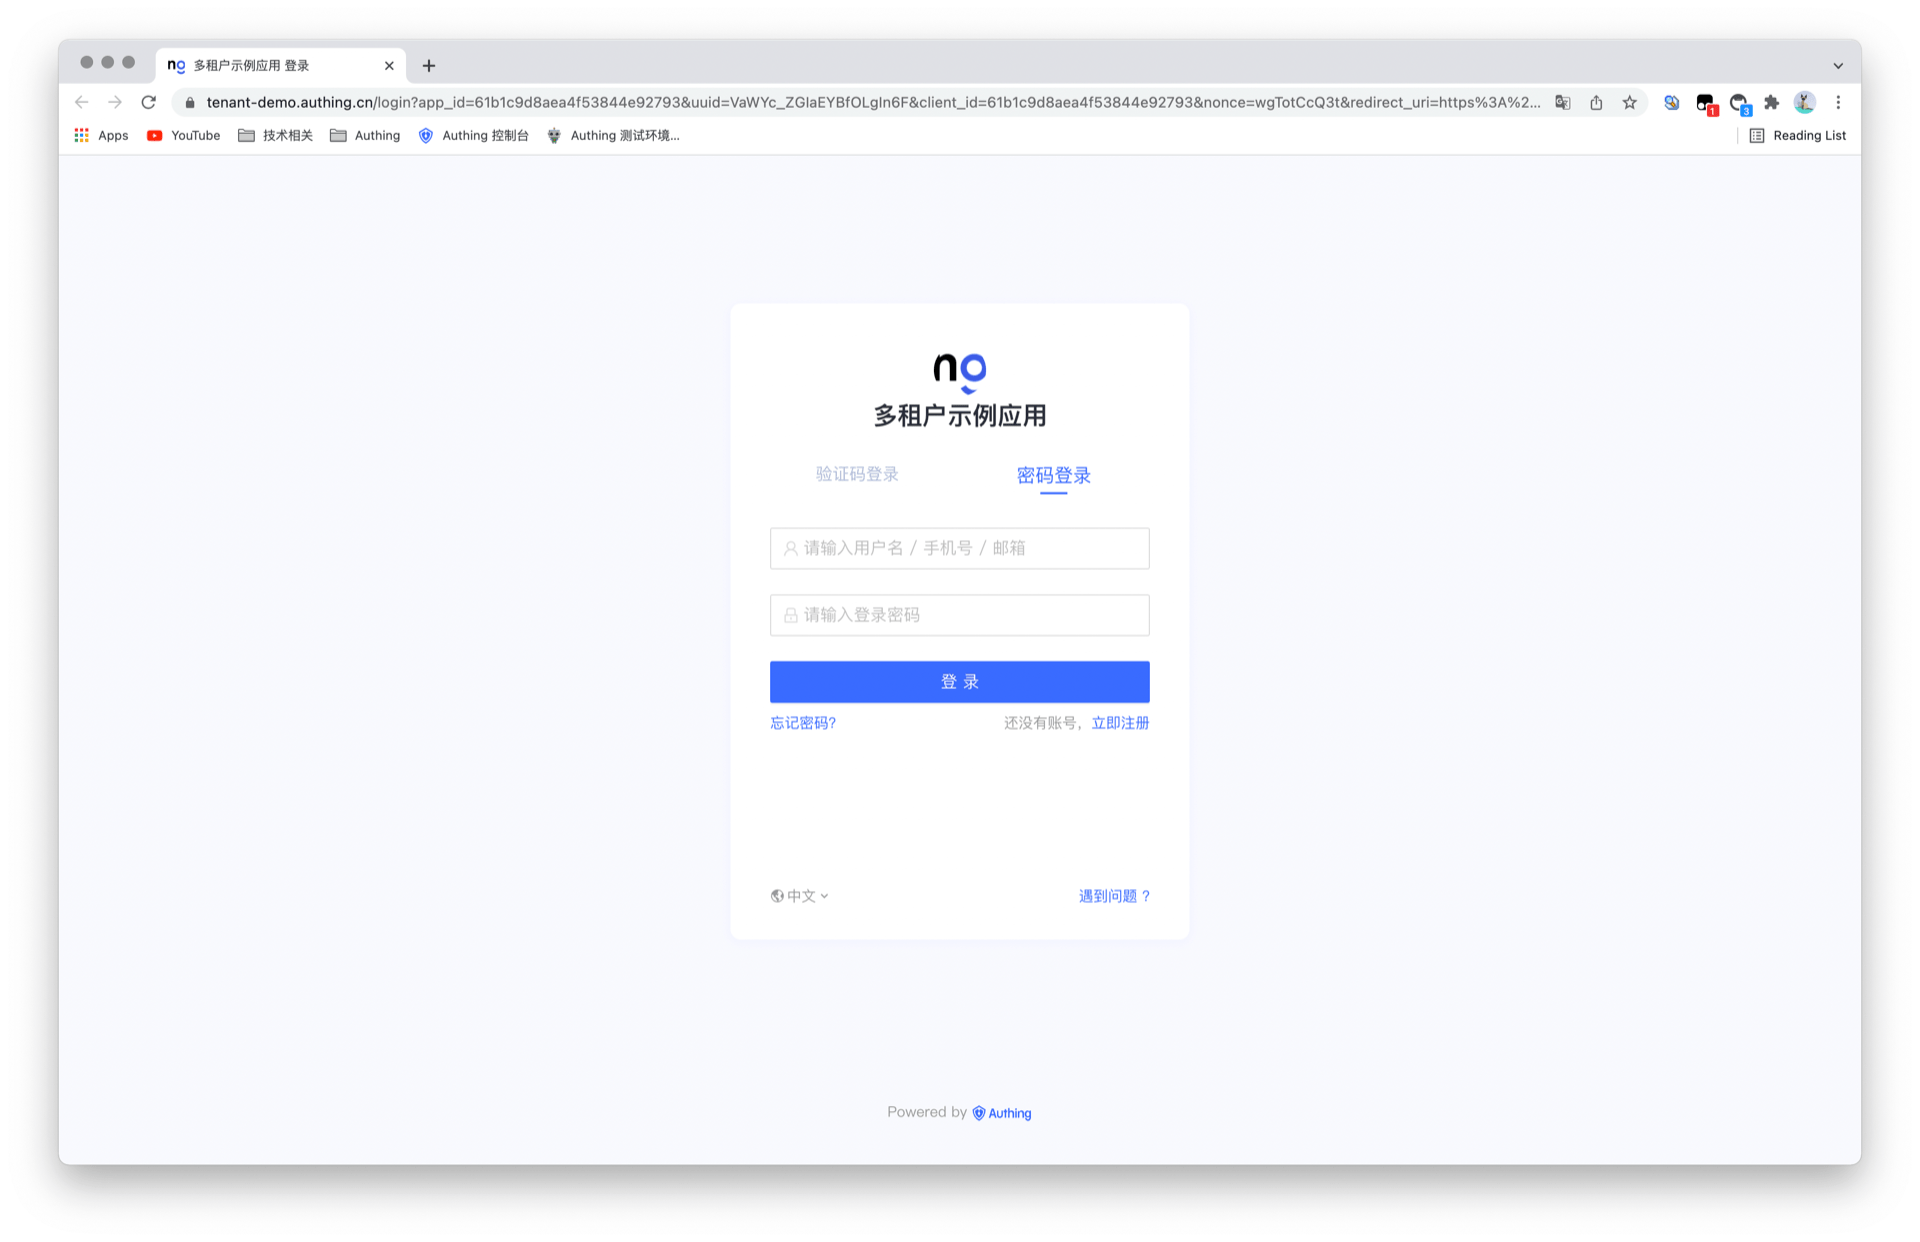 ng 多租户示例应用 登录
tenant-demo.authing.cn/login?app_id=61b1c9d8aea4f53844e92793&uuid=VaWYc_ZGIaEYBfOLgIn6F&client_id=61b1c9d8aea4f53844e92793&nonce=wgTotCcQ3t&redirect_uri=https%3A%2...
1
3
Apps YouTube 技术相关 Authing Authing 控制台 Authing 测试环境... Reading List
ng
多租户示例应用
验证码登录 密码登录
请输入用户名 / 手机号 / 邮箱
请输入登录密码
登 录
忘记密码? 还没有账号，立即注册
中文 遇到问题 ?
Powered by Authing